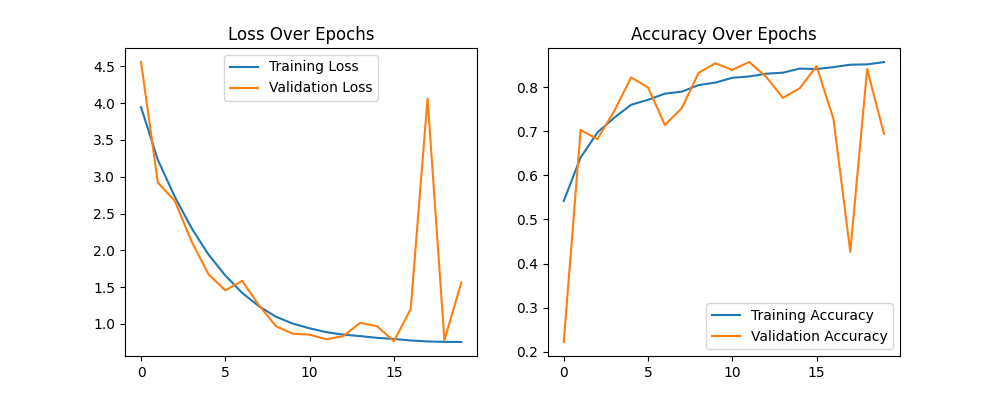 Loss Over Epochs
Training Loss
Validation Loss
4.5
4.0
3.5
3.0
2.5
2.0
1.5
1.0
0 5 10 15
Accuracy Over Epochs
0.8
0.7
0.6
0.5
0.4
0.3
0.2
Training Accuracy
Validation Accuracy
0 5 10 15